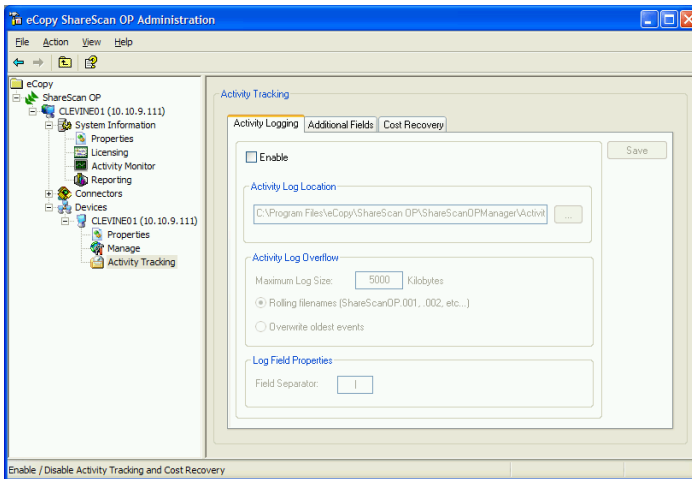 eCopy ShareScan OP Administration
File Action View Help
eCopy
ShareScan OP
CLEVINE01 (10.10.9.111)
System Information
Properties
Licensing
Activity Monitor
Reporting
Connectors
Devices
CLEVINE01 (10.10.9.111)
Properties
Manage
Activity Tracking
Activity Tracking
Activity Logging Additional Fields Cost Recovery
Save
Enable
Activity Log Location
C:\Program Files\eCopy\ShareScan OP\ShareScanOPManager\Activit ...
Activity Log Overflow
Maximum Log Size: 5000 Kilobytes
Rolling filenames (ShareScanOP.001, .002, etc...)
Overwrite oldest events
Log Field Properties
Field Separator: |
Enable / Disable Activity Tracking and Cost Recovery